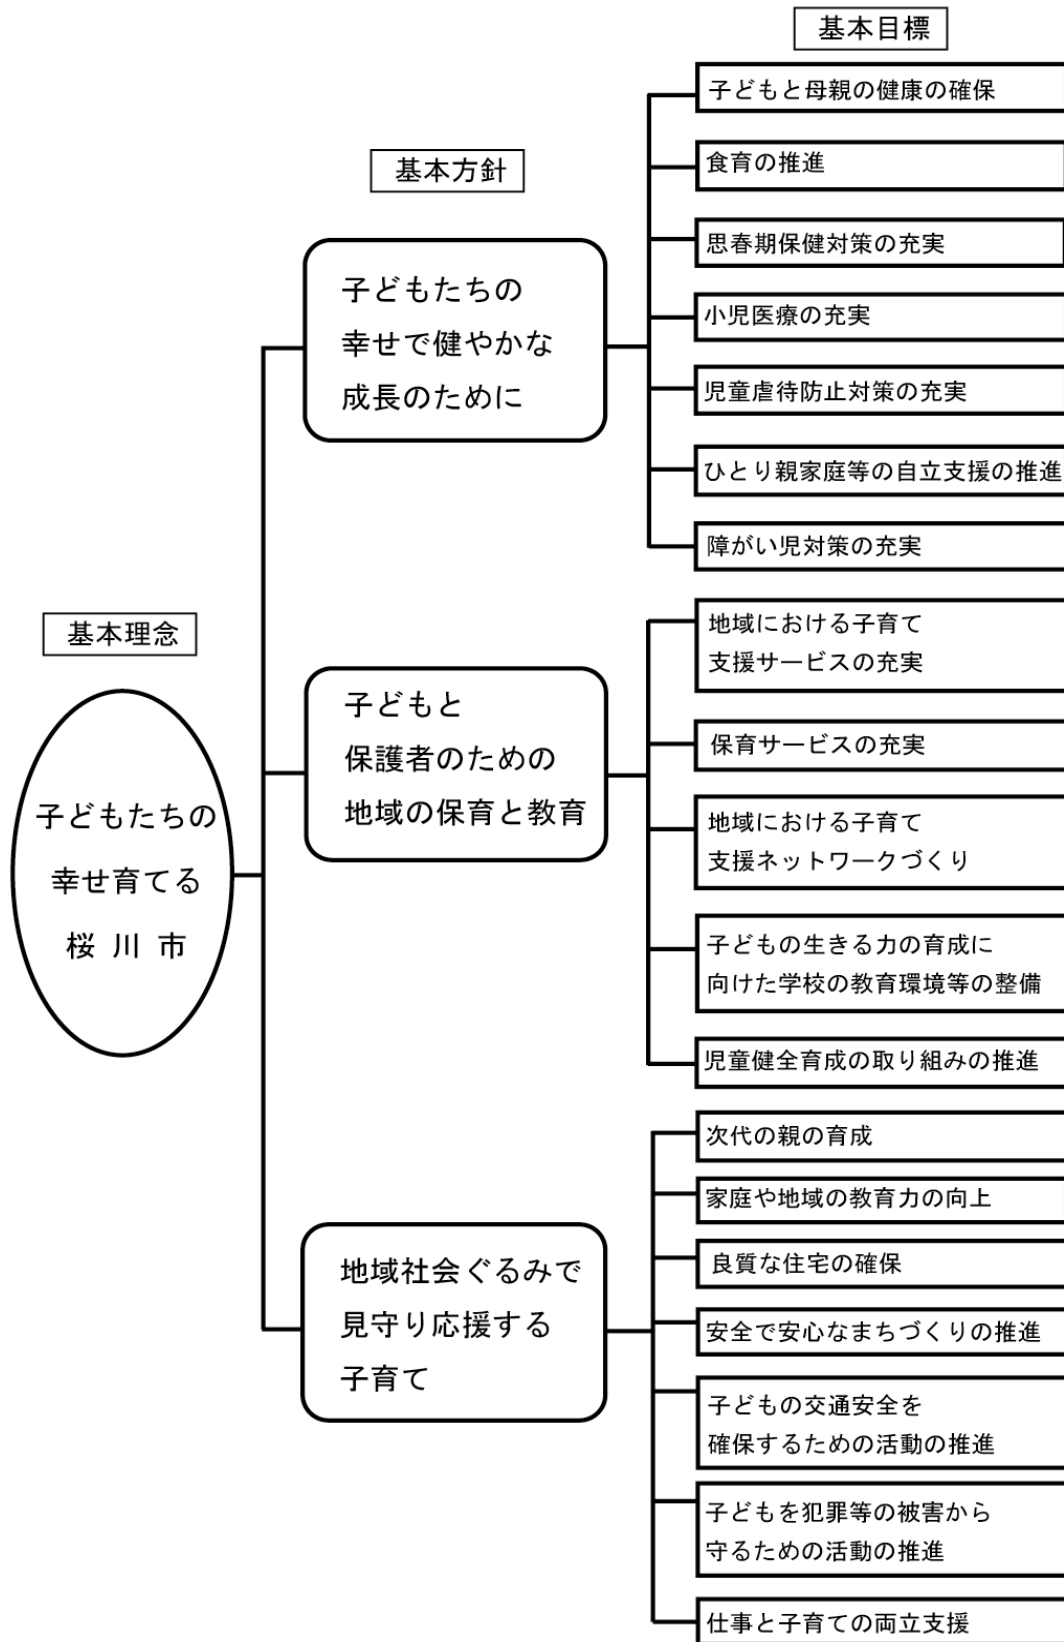 基本理念
子どもたちの
幸せ育てる
桜川市
基本方針
子どもたちの
幸せで健やかな
成長のために
子どもと
保護者のための
地域の保育と教育
地域社会ぐるみで
見守り応援する
子育て
基本目標
子どもと母親の健康の確保
食育の推進
思春期保健対策の充実
小児医療の充実
児童虐待防止対策の充実
ひとり親家庭等の自立支援の推進
障がい児対策の充実
地域における子育て
支援サービスの充実
保育サービスの充実
地域における子育て
支援ネットワークづくり
子どもの生きる力の育成に
向けた学校の教育環境等の整備
児童健全育成の取り組みの推進
次代の親の育成
家庭や地域の教育力の向上
良質な住宅の確保
安全で安心なまちづくりの推進
子どもの交通安全を
確保するための活動の推進
子どもを犯罪等の被害から
守るための活動の推進
仕事と子育ての両立支援